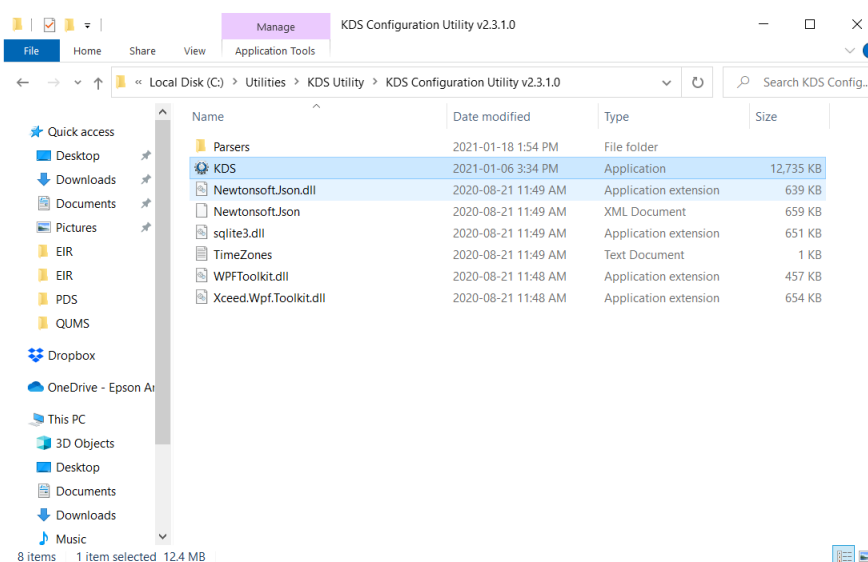 Manage KDS Configuration Utility v2.3.1.0
File Home Share View Application Tools
« Local Disk (C:) > Utilities > KDS Utility > KDS Configuration Utility v2.3.1.0 Search KDS Config...
Name Date modified Type Size
Quick access
Desktop
Downloads
Documents
Pictures
EIR
EIR
PDS
QUMS
Dropbox
OneDrive - Epson Ar
This PC
3D Objects
Desktop
Documents
Downloads
Music
Parsers 2021-01-18 1:54 PM File folder
KDS 2021-01-06 3:34 PM Application 12,735 KB
Newtonsoft.Json.dll 2020-08-21 11:49 AM Application extension 639 KB
Newtonsoft.Json XML Document 2020-08-21 11:49 AM 659 KB
sqlite3.dll 2020-08-21 11:49 AM Application extension 651 KB
TimeZones 2020-08-21 11:49 AM Text Document 1 KB
WPFToolkit.dll 2020-08-21 11:48 AM Application extension 457 KB
Xceed.Wpf.Toolkit.dll 2020-08-21 11:48 AM Application extension 654 KB
8 items 1 item selected 12.4 MB